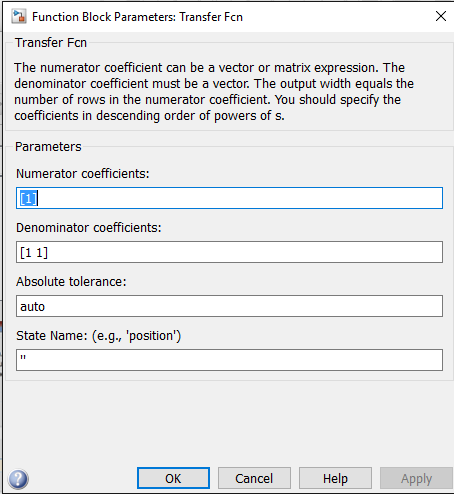 Function Block Parameters: Transfer Fcn
Transfer Fcn
The numerator coefficient can be a vector or matrix expression. The
denominator coefficient must be a vector. The output width equals the
number of rows in the numerator coefficient. You should specify the
coefficients in descending order of powers of s.
Parameters
Numerator coefficients:
[1]
Denominator coefficients:
[1 1]
Absolute tolerance:
auto
State Name: (e.g., 'position')
''
OK Cancel Help Apply